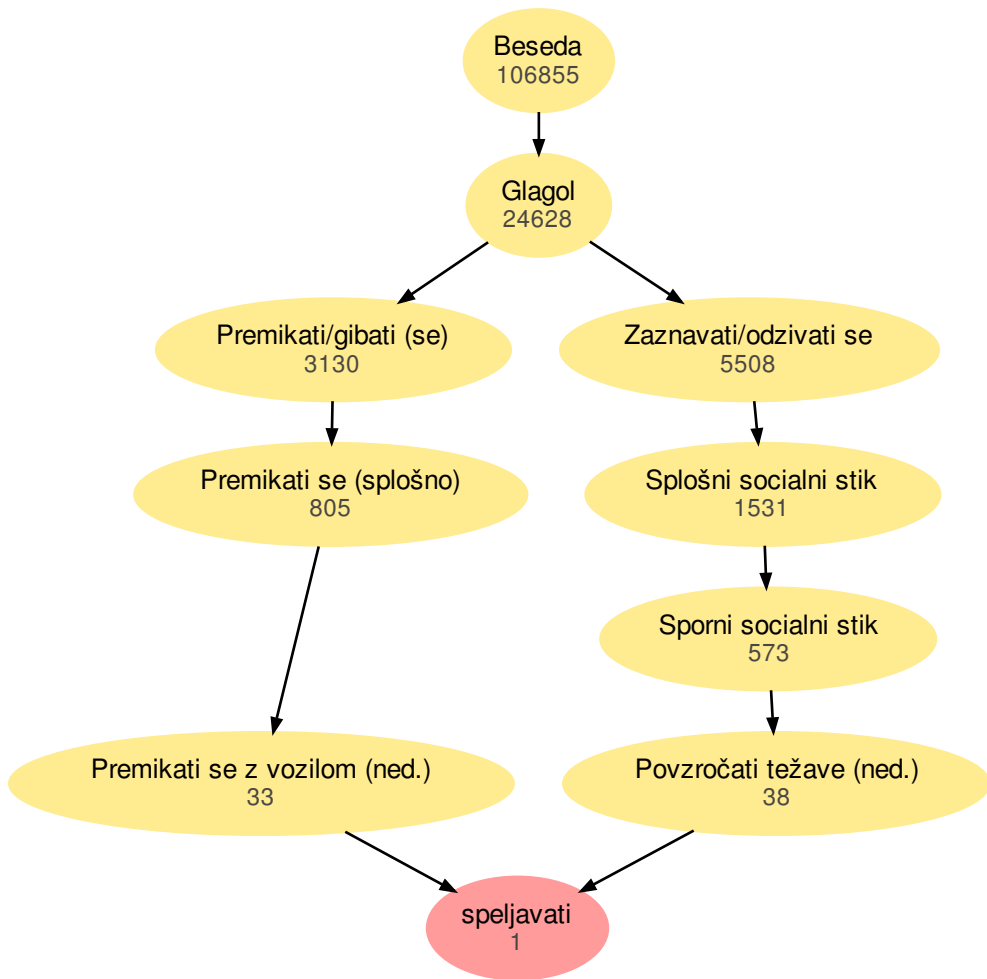 Beseda
106855
Glagol
24628
Premikati/gibati (se)
3130
Zaznavati/odzivati se
5508
Premikati se (splošno)
805
Splošni socialni stik
1531
Sporni socialni stik
573
Premikati se z vozilom (ned.)
33
Povzročati težave (ned.)
38
speljavati
1